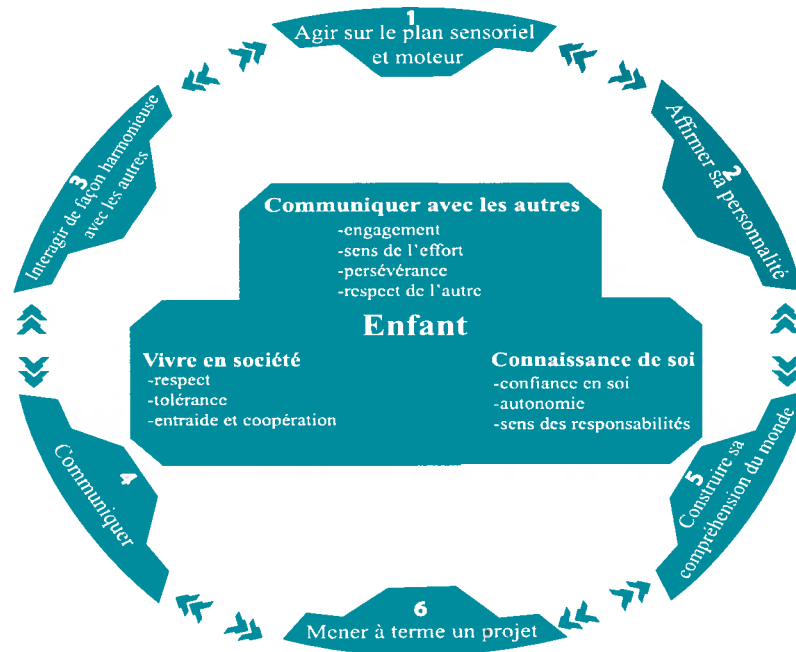 1
Agir sur le plan sensoriel
et moteur
2
Affirmer sa personnalité
3
Interagir de façon harmonieuse
avec les autres
Communiquer avec les autres
-engagement
-sens de l'effort
-persévérance
-respect de l'autre
Enfant
Vivre en société
-respect
-tolérance
-entraide et coopération
Connaissance de soi
-confiance en soi
-autonomie
-sens des responsabilités
4
Communiquer
5
Construire sa
compréhension du monde
6
Mener à terme un projet